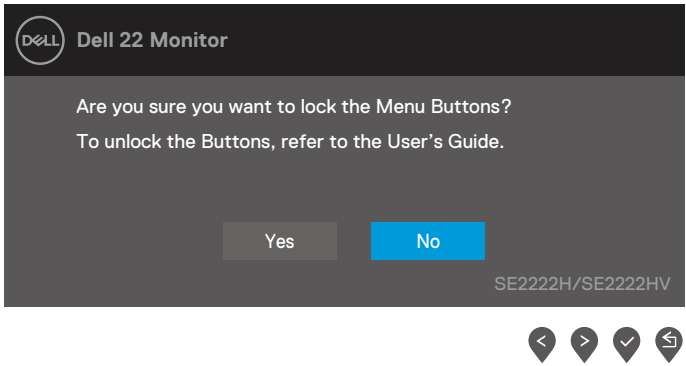 DELL
Dell 22 Monitor
Are you sure you want to lock the Menu Buttons?
To unlock the Buttons, refer to the User’s Guide.
Yes No
SE2222H/SE2222HV